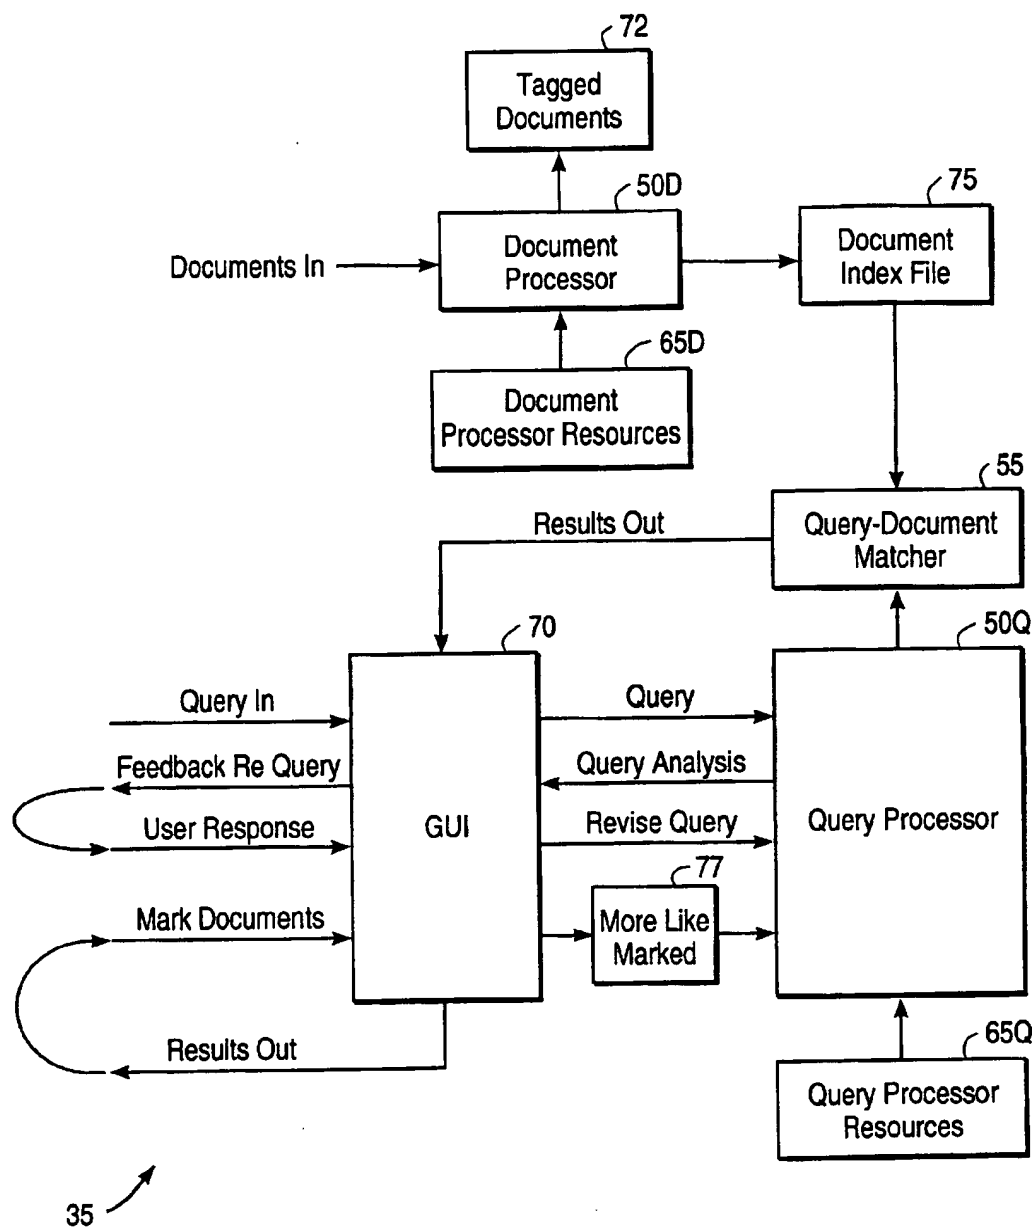 72
Tagged
Documents
50D
75
Documents In
Document
Processor
Document
Index File
65D
Document
Processor Resources
55
Results Out
Query-Document
Matcher
70
50Q
Query In
Query
Feedback Re Query
Query Analysis
User Response
GUI
Revise Query
Query Processor
77
Mark Documents
More Like
Marked
Results Out
65Q
Query Processor
Resources
35